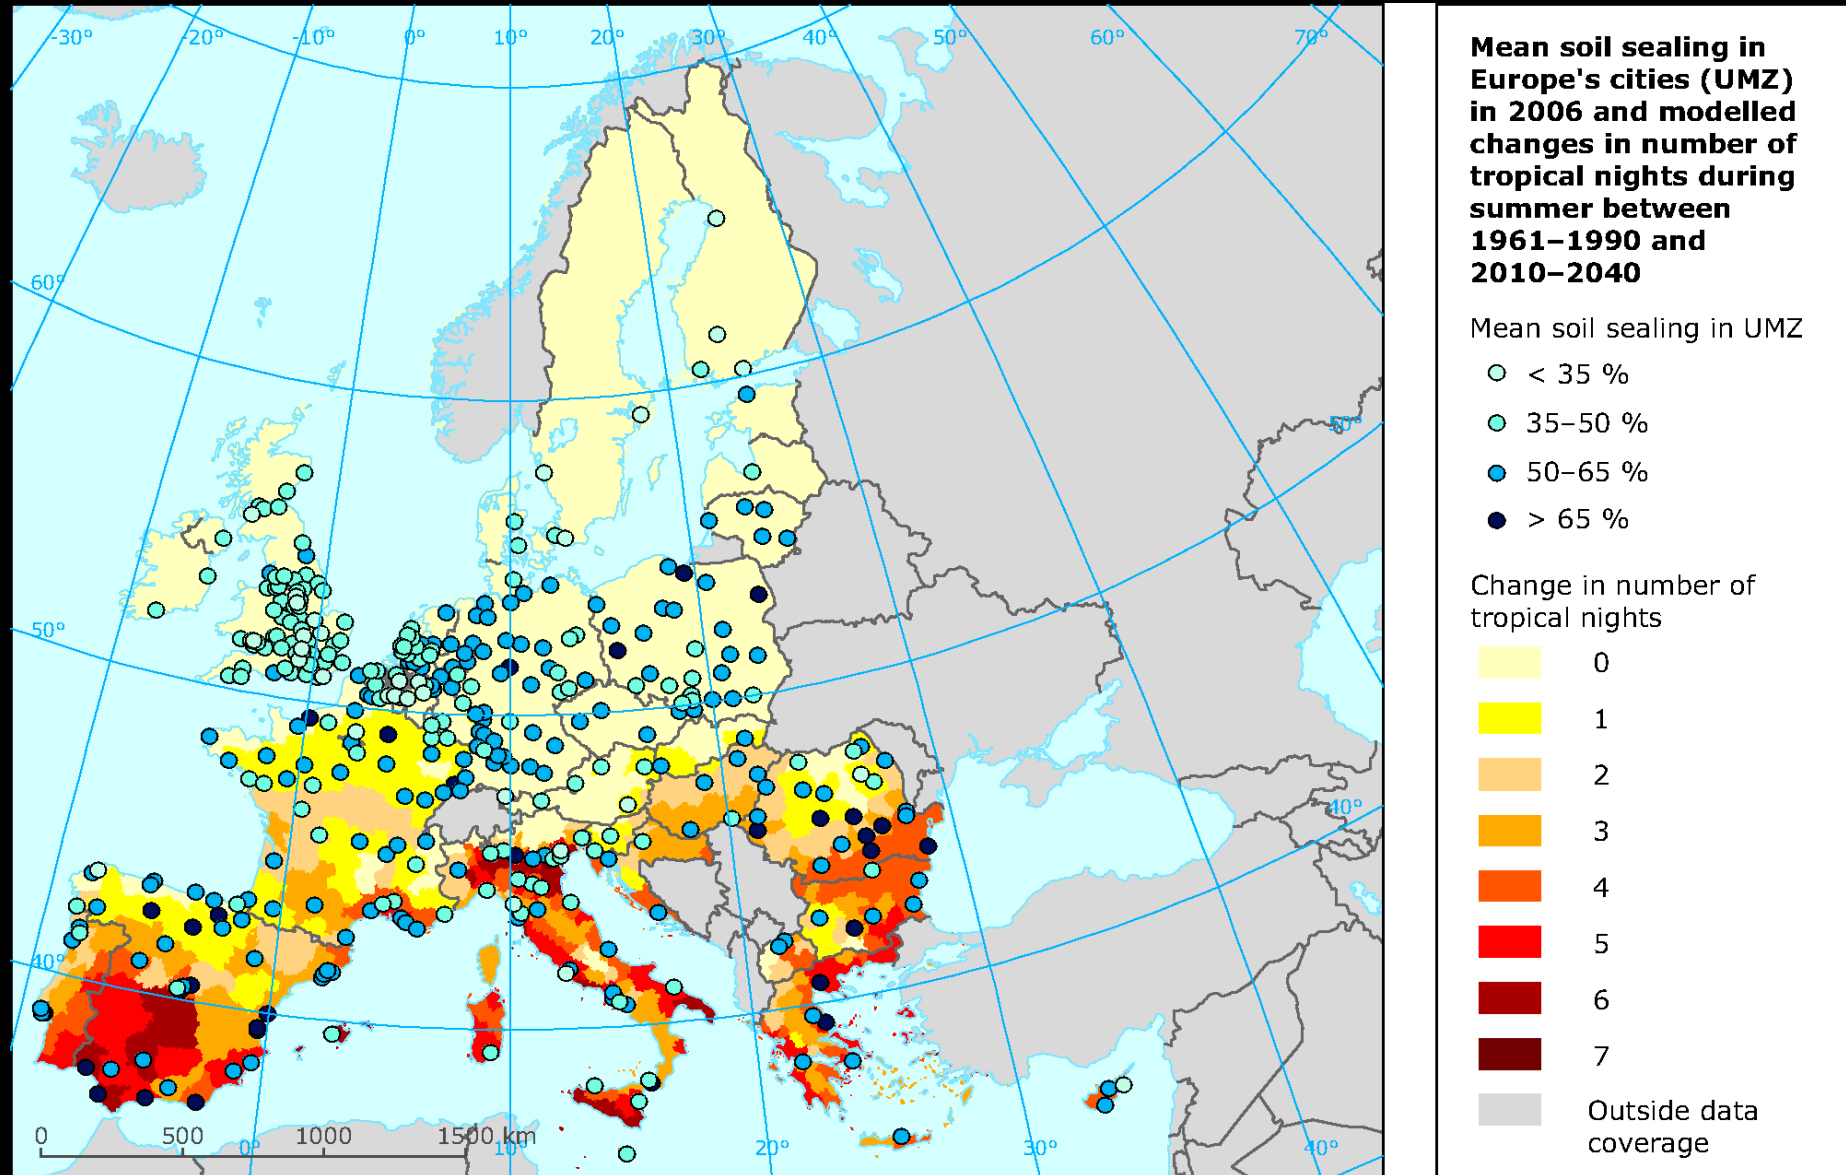 -30°
-20°
-10°
0°
10°
20°
30°
40°
50°
60°
70°
60°
50°
50°
40°
40°
0
500
1000
1500 km
0°
10°
20°
30°
40°
Mean soil sealing in
Europe's cities (UMZ)
in 2006 and modelled
changes in number of
tropical nights during
summer between
1961–1990 and
2010–2040
Mean soil sealing in UMZ
< 35 %
35–50 %
50–65 %
> 65 %
Change in number of
tropical nights
0
1
2
3
4
5
6
7
Outside data
coverage